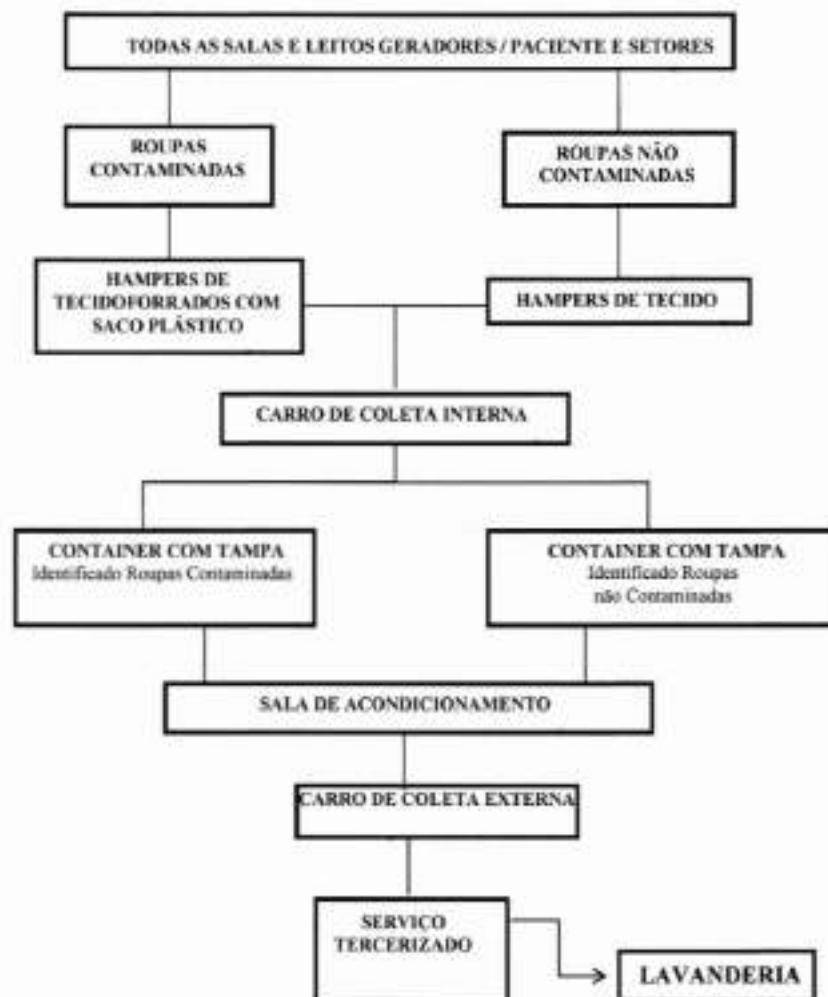 TODAS AS SALAS E LEITOS GERADORES / PACIENTE E SETORES
ROUPAS
CONTAMINADAS
ROUPAS NÃO
CONTAMINADAS
HAMPERS DE
TECIDOFORRADOS COM
SACO PLÁSTICO
HAMPERS DE TECIDO
CARRO DE COLETA INTERNA
CONTAINER COM TAMPA
Identificado Roupas Contaminadas
CONTAINER COM TAMPA
Identificado Roupas
não Contaminadas
SALA DE ACONDICIONAMENTO
CARRO DE COLETA EXTERNA
SERVIÇO
TERCERIZADO
LAVANDERIA